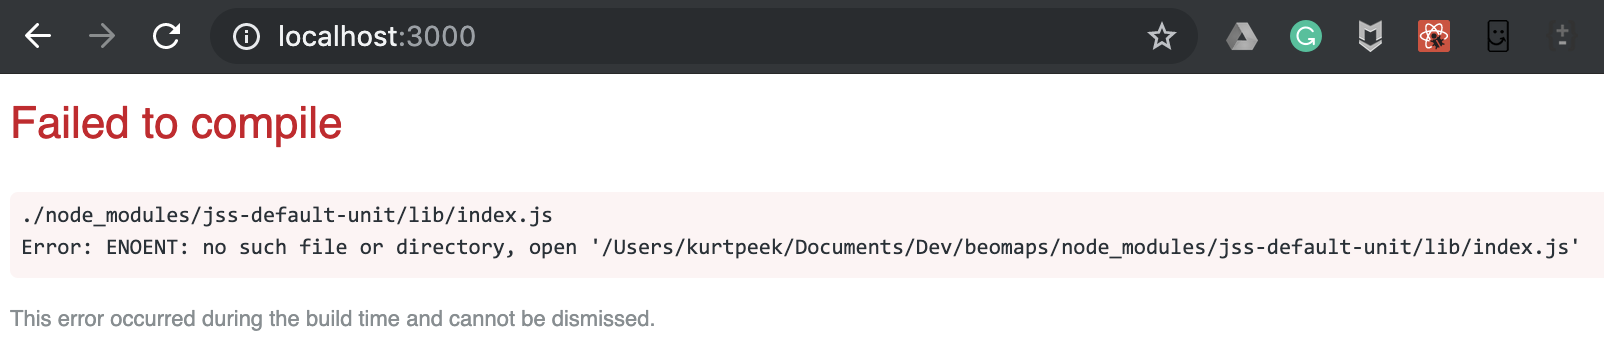 localhost:3000
Failed to compile
./node_modules/jss-default-unit/lib/index.js
Error: ENOENT: no such file or directory, open '/Users/kurtpeek/Documents/Dev/beomaps/node_modules/jss-default-unit/lib/index.js'
This error occurred during the build time and cannot be dismissed.